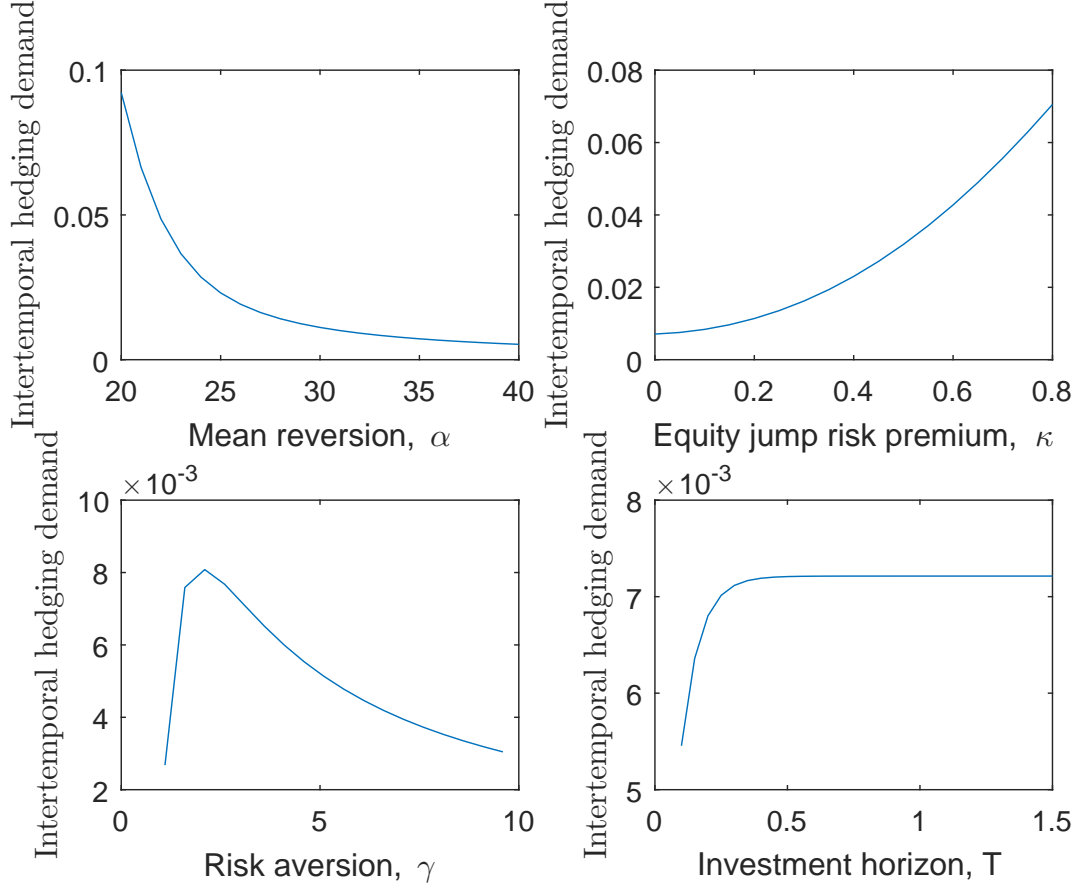 Intertemporal hedging demand
0.1
0.05
0
20 25 30 35 40
Mean reversion, α
Intertemporal hedging demand
0.08
0.06
0.04
0.02
0
0 0.2 0.4 0.6 0.8
Equity jump risk premium, κ
Intertemporal hedging demand
×10^-3
10
8
6
4
2
0 5 10
Risk aversion, γ
Intertemporal hedging demand
×10^-3
8
7
6
5
0 0.5 1 1.5
Investment horizon, T